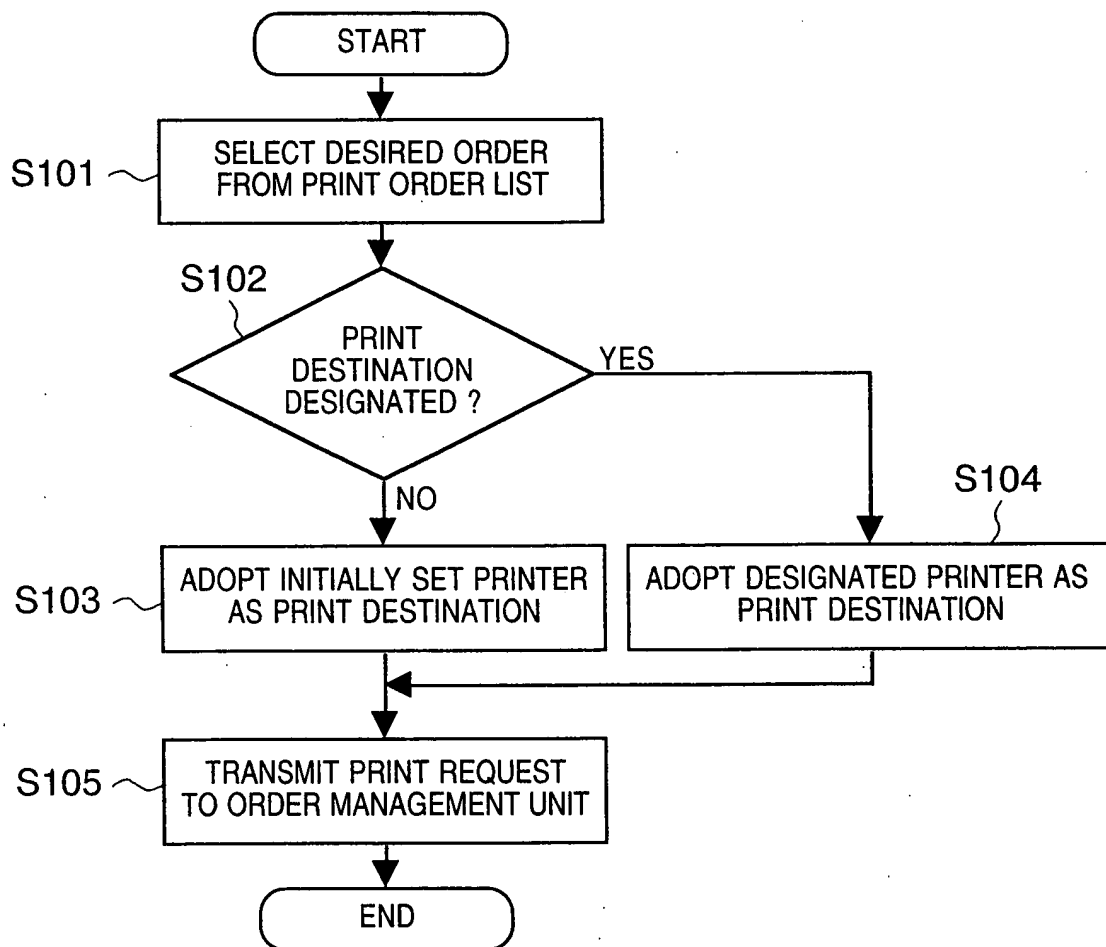 START
S101
SELECT DESIRED ORDER
FROM PRINT ORDER LIST
S102
PRINT
DESTINATION
DESIGNATED ?
YES
NO
S103
ADOPT INITIALLY SET PRINTER
AS PRINT DESTINATION
S104
ADOPT DESIGNATED PRINTER AS
PRINT DESTINATION
S105
TRANSMIT PRINT REQUEST
TO ORDER MANAGEMENT UNIT
END